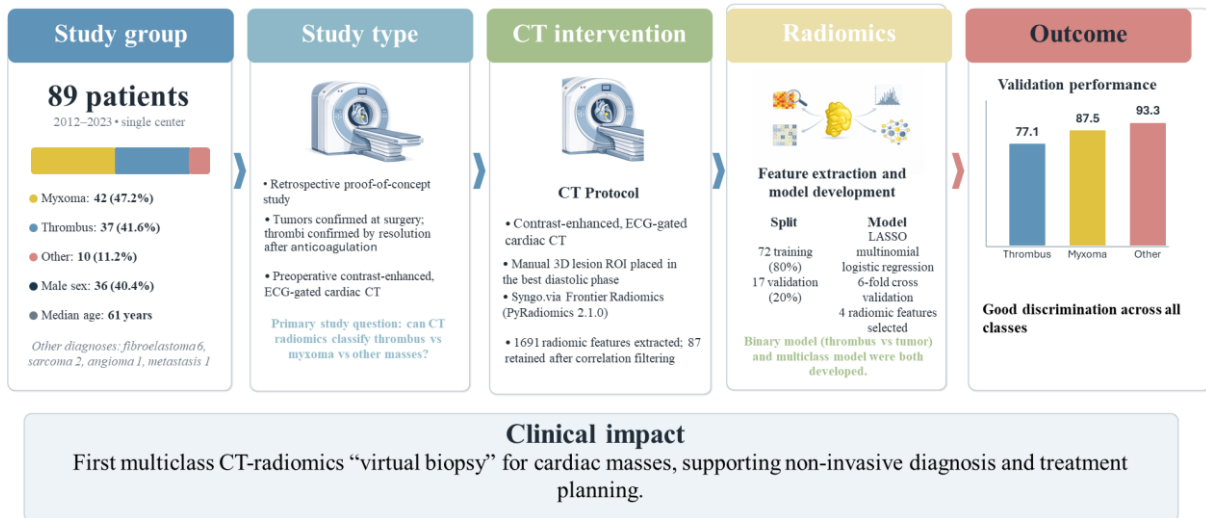 Study group
89 patients
2012–2023 • single center
Myxoma: 42 (47.2%)
Thrombus: 37 (41.6%)
Other: 10 (11.2%)
Male sex: 36 (40.4%)
Median age: 61 years
Other diagnoses: fibroelastoma 6,
sarcoma 2, angioma 1, metastasis 1
Study type
• Retrospective proof-of-concept
study
• Tumors confirmed at surgery;
thrombi confirmed by resolution
after anticoagulation
• Preoperative contrast-enhanced,
ECG-gated cardiac CT
Primary study question: can CT
radiomics classify thrombus vs
myxoma vs other masses?
CT intervention
CT Protocol
• Contrast-enhanced, ECG-gated
cardiac CT
• Manual 3D lesion ROI placed in
the best diastolic phase
• Syngo.via Frontier Radiomics
(PyRadiomics 2.1.0)
• 1691 radiomic features extracted; 87
retained after correlation filtering
Radiomics
Feature extraction and
model development
Split
72 training
(80%)
17 validation
(20%)
Model
LASSO
multinomial
logistic regression
6-fold cross
validation
4 radiomic features
selected
Binary model (thrombus vs tumor)
and multiclass model were both
developed.
Outcome
Validation performance
77.1
87.5
93.3
Thrombus Myxoma Other
Good discrimination across all
classes
Clinical impact
First multiclass CT-radiomics “virtual biopsy” for cardiac masses, supporting non-invasive diagnosis and treatment
planning.